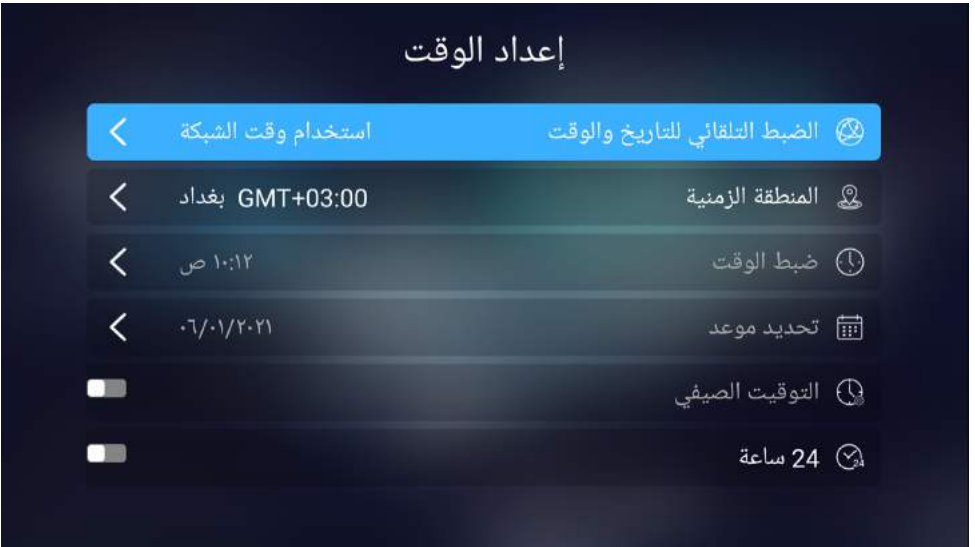 إعداد الوقت
الضبط التلقائي للتاريخ والوقت استخدام وقت الشبكة
المنطقة الزمنية GMT+03:00 بغداد
ضبط الوقت ١٠:١٢ ص
تحديد موعد ٠٦/٠١/٢٠٢١
التوقيت الصيفي
24 ساعة
24